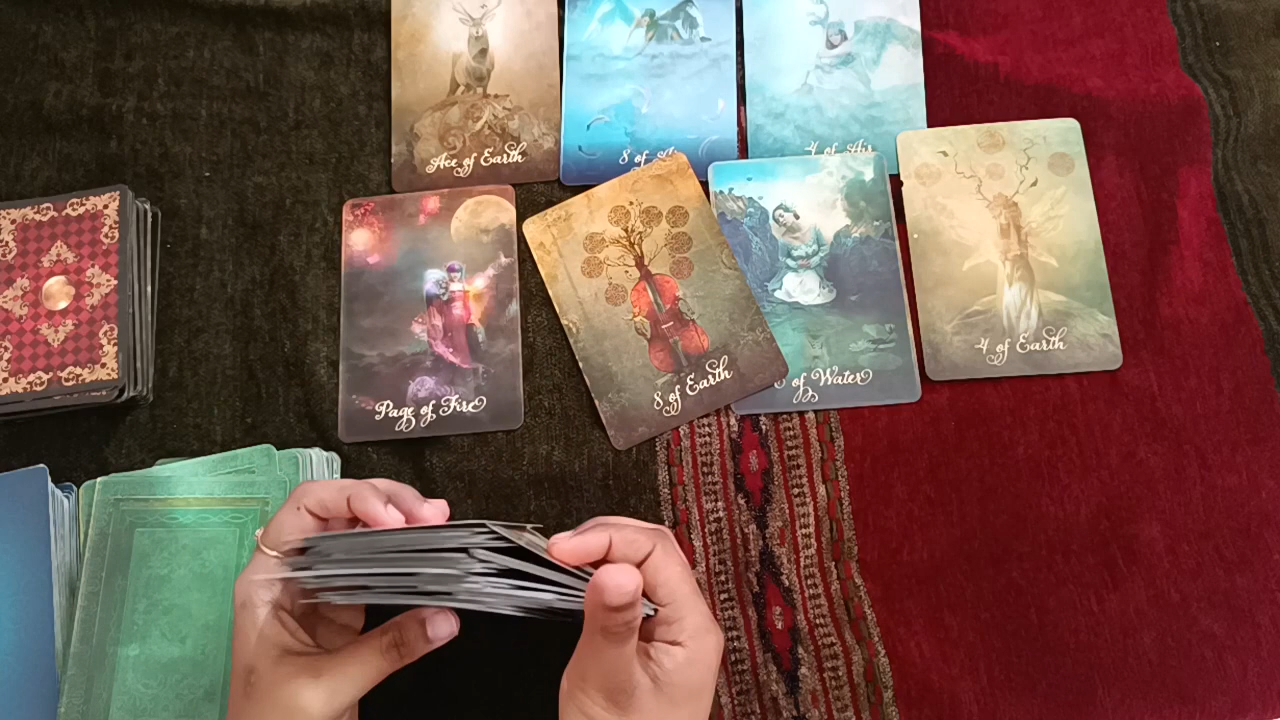 Ace of Earth
8 of
4 of Air
Page of Fire
8 of Earth
of Water
4 of Earth